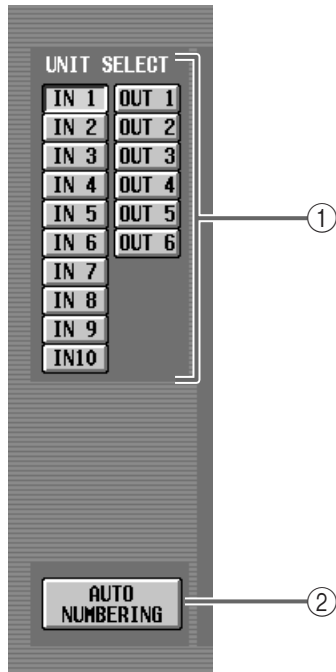 UNIT SELECT
IN 1 OUT 1
IN 2 OUT 2
IN 3 OUT 3
IN 4 OUT 4
IN 5 OUT 5
IN 6 OUT 6
IN 7
IN 8
IN 9
IN10
①
AUTO
NUMBERING
②